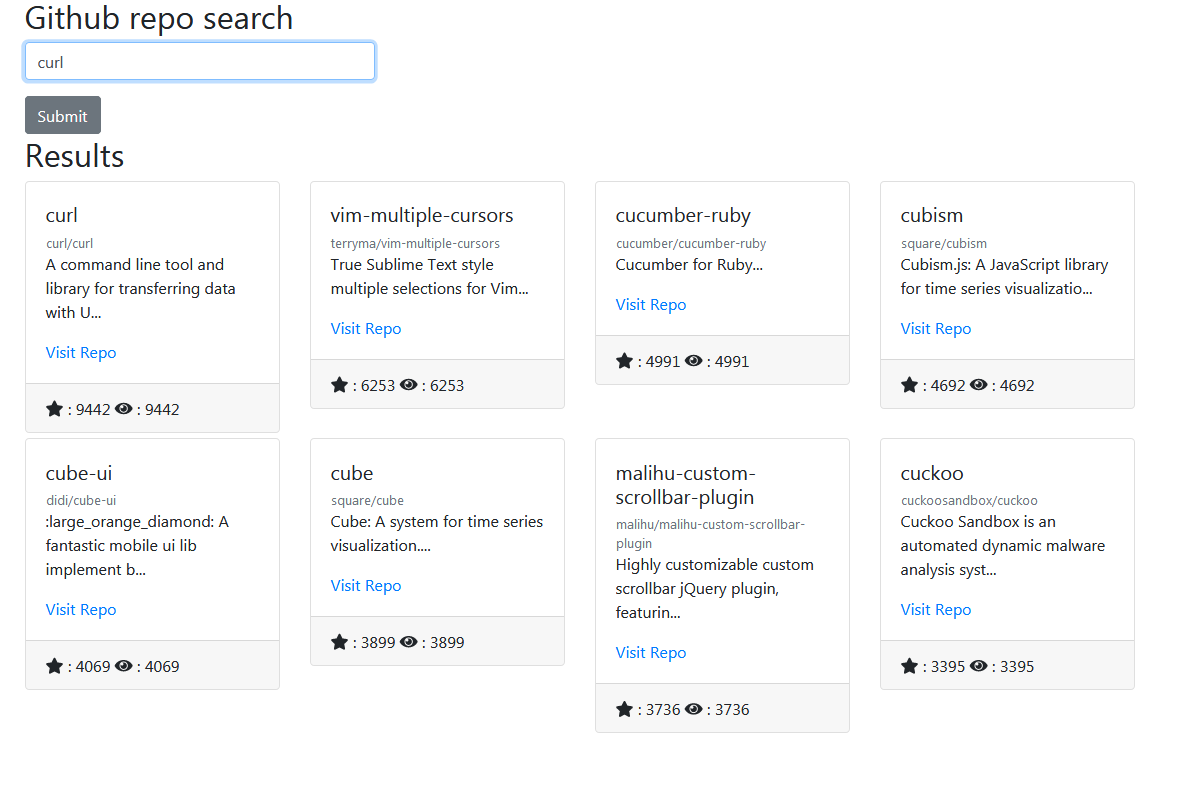 Github repo search
curl
Submit
Results
curl
curl/curl
A command line tool and
library for transferring data
with U...
Visit Repo
: 9442 : 9442
vim-multiple-cursors
terryma/vim-multiple-cursors
True Sublime Text style
multiple selections for Vim...
Visit Repo
: 6253 : 6253
cucumber-ruby
cucumber/cucumber-ruby
Cucumber for Ruby...
Visit Repo
: 4991 : 4991
cubism
square/cubism
Cubism.js: A JavaScript library
for time series visualizatio...
Visit Repo
: 4692 : 4692
cube-ui
didi/cube-ui
:large_orange_diamond: A
fantastic mobile ui lib
implement b...
Visit Repo
: 4069 : 4069
cube
square/cube
Cube: A system for time series
visualization....
Visit Repo
: 3899 : 3899
malihu-custom-
scrollbar-plugin
malihu/malihu-custom-scrollbar-
plugin
Highly customizable custom
scrollbar jQuery plugin,
featurin...
Visit Repo
: 3736 : 3736
cuckoo
cuckoosandbox/cuckoo
Cuckoo Sandbox is an
automated dynamic malware
analysis syst...
Visit Repo
: 3395 : 3395